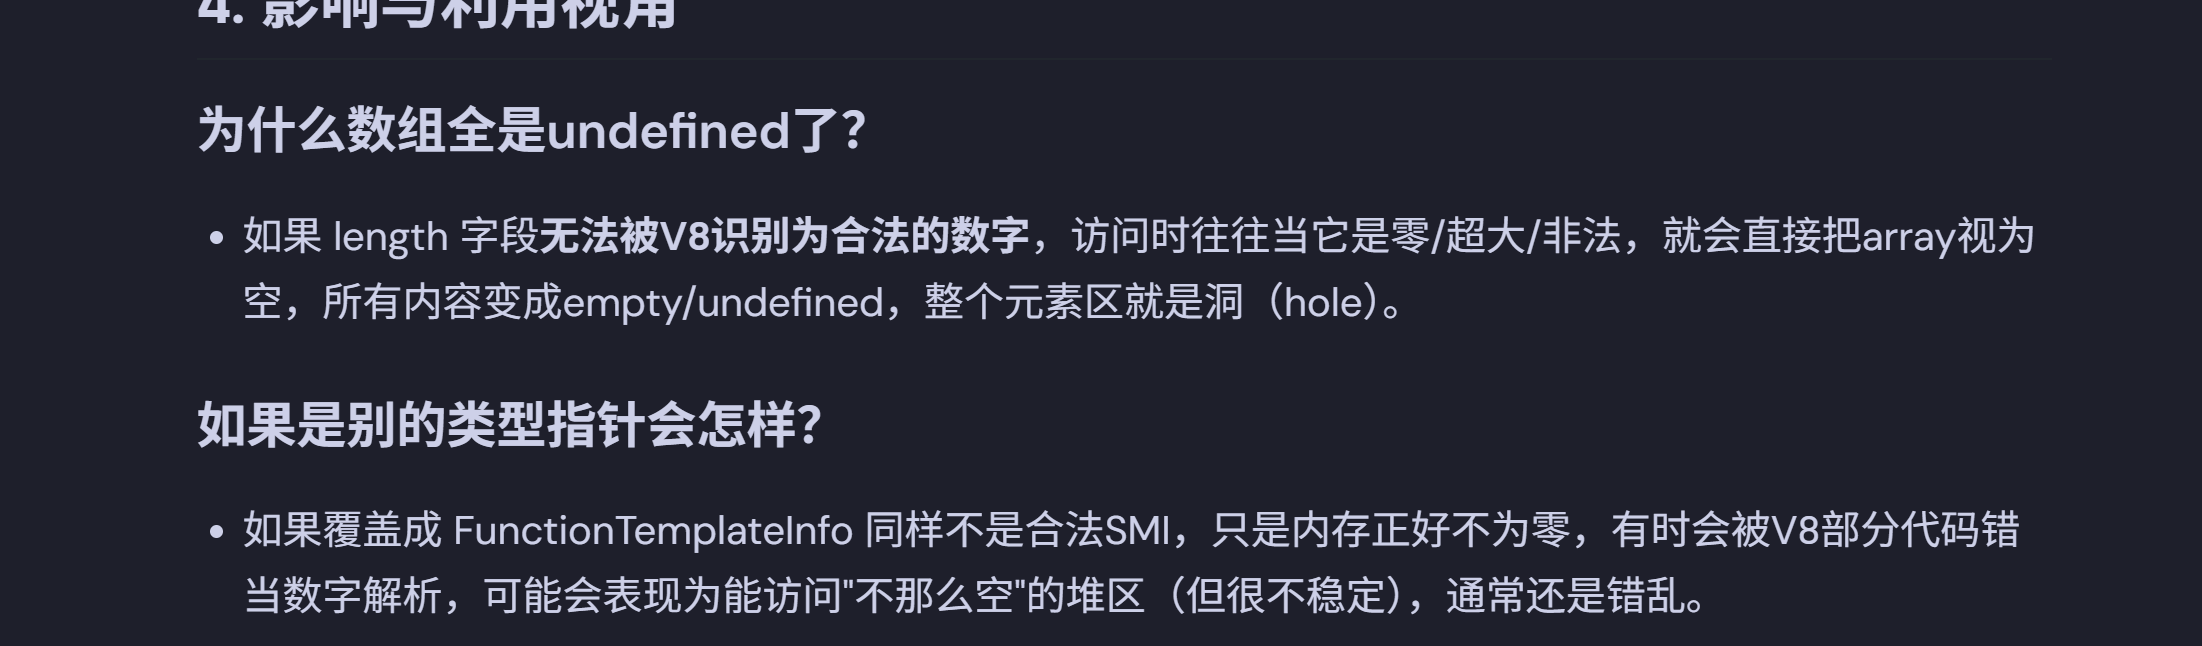 4. 影响与利用视角
为什么数组全是undefined了？
如果 length 字段无法被V8识别为合法的数字，访问时往往当它是零/超大/非法，就会直接把array视为
空，所有内容变成empty/undefined，整个元素区就是洞（hole）。
如果是别的类型指针会怎样？
如果覆盖成 FunctionTemplateInfo 同样不是合法SMI，只是内存正好不为零，有时会被V8部分代码错
当数字解析，可能会表现为能访问"不那么空"的堆区（但很不稳定），通常还是错乱。